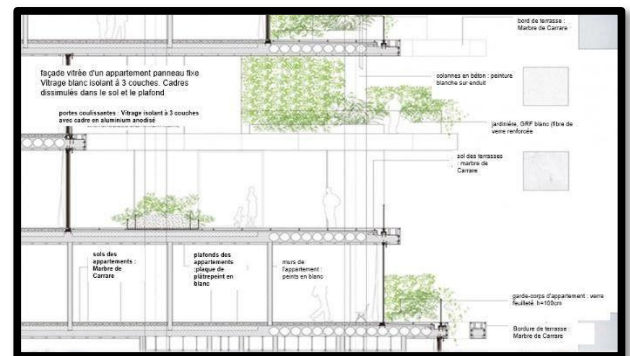 bord de terrasse :
Marbre de Carrare
façade vitrée d'un appartement panneau fixe
Vitrage blanc isolant à 3 couches. Cadres
dissimulés dans le sol et le plafond
colonnes en béton : peinture
blanche sur enduit
portes coulissantes : Vitrage isolant à 3 couches
avec cadre en aluminium anodisé
jardinière, GRF blanc (fibre de
verre renforcée
sol des terrasses
: marbre de
Carrare
sols des
appartements :
Marbre de
Carrare
plafonds des
appartements
:plaque de
plâtrepeint en
blanc
murs de
l'appartement
peints en blanc
garde-corps d'appartement : verre
feuilleté, h=100cm
Bordure de terrasse :
Marbre de Carrare